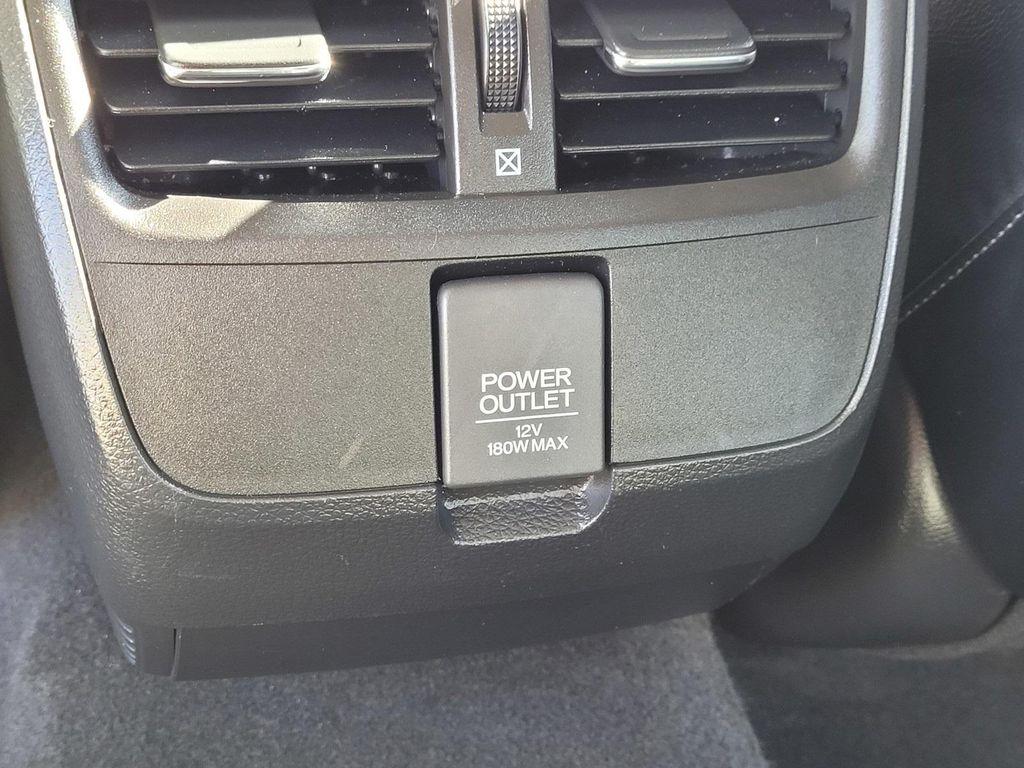 POWER
OUTLET
12V
180W MAX